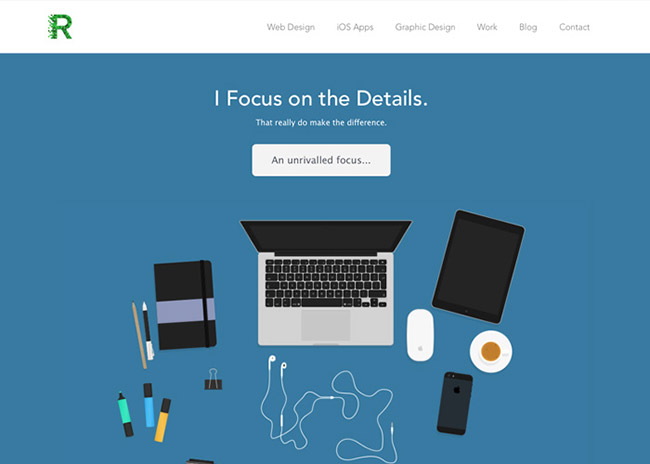 R
Web Design iOS Apps Graphic Design Work Blog Contact
I Focus on the Details.
That really do make the difference.
An unrivalled focus...